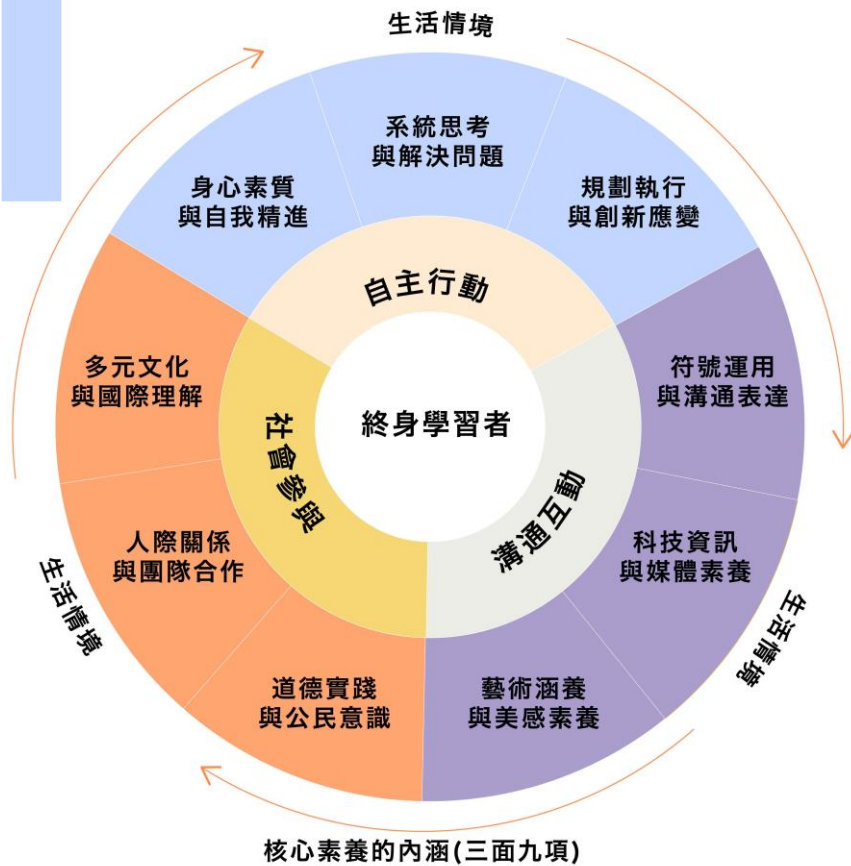 生活情境
系統思考
與解決問題
身心素質
與自我精進
規劃執行
與創新應變
自主行動
多元文化
與國際理解
符號運用
與溝通表達
終身學習者
社會參與
溝通互動
人際關係
與團隊合作
科技資訊
與媒體素養
生活情境
生活情境
道德實踐
與公民意識
藝術涵養
與美感素養
核心素養的內涵(三面九項)